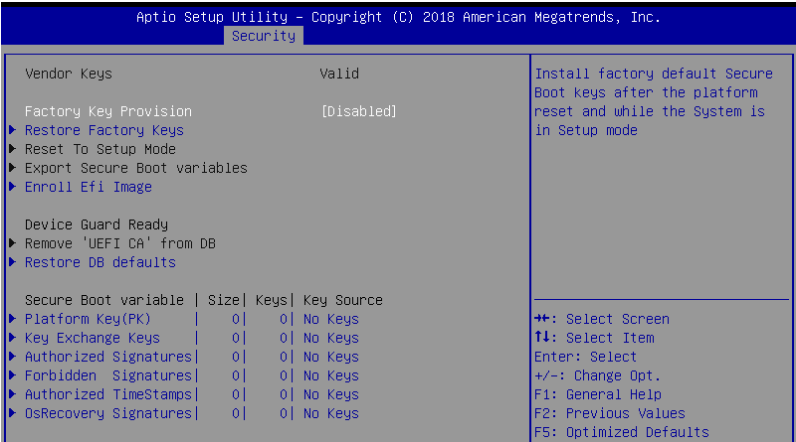 Aptio Setup Utility – Copyright (C) 2018 American Megatrends, Inc.
Security
Vendor Keys Valid
Factory Key Provision [Disabled]
▶ Restore Factory Keys
▶ Reset To Setup Mode
▶ Export Secure Boot variables
▶ Enroll Efi Image
Device Guard Ready
▶ Remove 'UEFI CA' from DB
▶ Restore DB defaults
Secure Boot variable | Size| Keys| Key Source
▶ Platform Key(PK) | 0| 0| No Keys
▶ Key Exchange Keys | 0| 0| No Keys
▶ Authorized Signatures| 0| 0| No Keys
▶ Forbidden Signatures| 0| 0| No Keys
▶ Authorized TimeStamps| 0| 0| No Keys
▶ OsRecovery Signatures| 0| 0| No Keys
Install factory default Secure
Boot keys after the platform
reset and while the System is
in Setup mode
→←: Select Screen
↑↓: Select Item
Enter: Select
+/-: Change Opt.
F1: General Help
F2: Previous Values
F5: Optimized Defaults